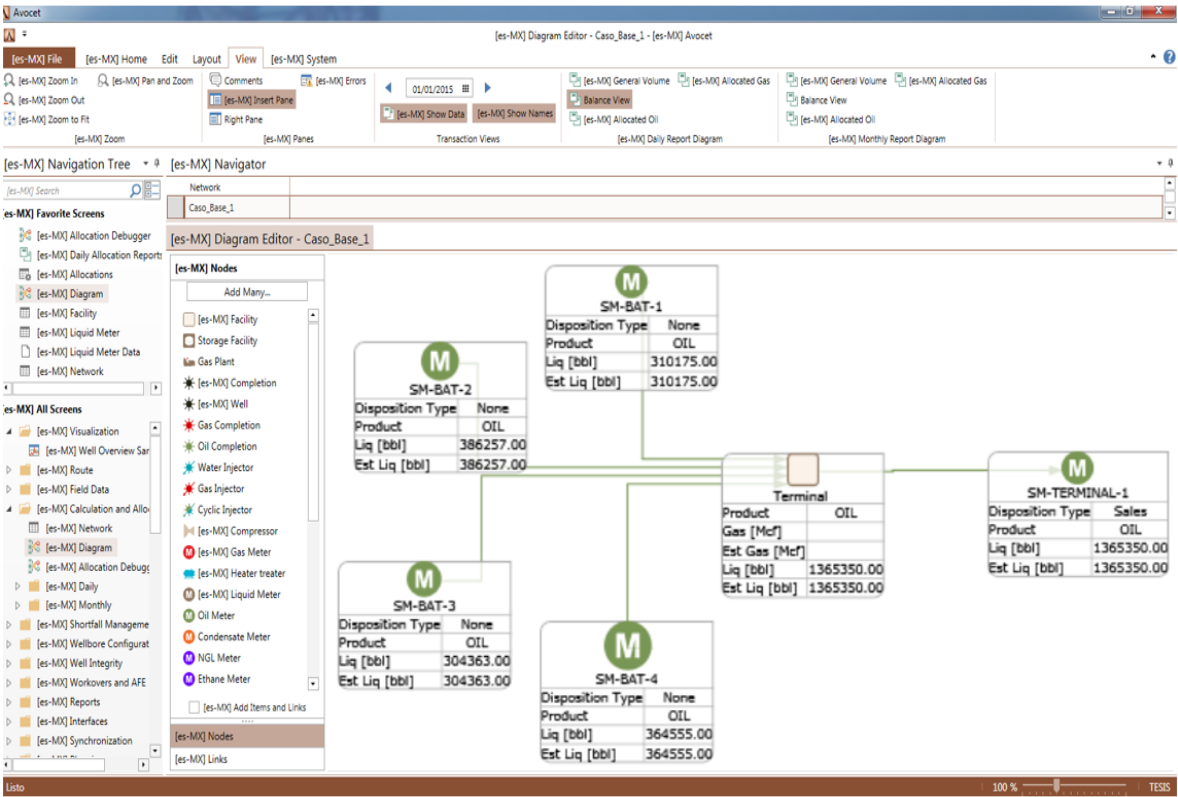 Avocet
[es-MX] Diagram Editor - Caso_Base_1 - [es-MX] Avocet
[es-MX] File [es-MX] Home Edit Layout View [es-MX] System
[es-MX] Zoom In [es-MX] Pan and Zoom Comments [es-MX] Errors [es-MX] General Volume [es-MX] Allocated Gas [es-MX] General Volume [es-MX] Allocated Gas
[es-MX] Zoom Out [es-MX] Insert Pane 01/01/2015 Balance View Balance View
[es-MX] Zoom to Fit Right Pane [es-MX] Show Data [es-MX] Show Names [es-MX] Allocated Oil [es-MX] Allocated Oil
[es-MX] Zoom [es-MX] Panes Transaction Views [es-MX] Daily Report Diagram [es-MX] Monthly Report Diagram
[es-MX] Navigation Tree
[es-MX] Search
es-MX] Favorite Screens
[es-MX] Allocation Debugger
[es-MX] Daily Allocation Reports
[es-MX] Allocations
[es-MX] Diagram
[es-MX] Facility
[es-MX] Liquid Meter
[es-MX] Liquid Meter Data
[es-MX] Network
es-MX] All Screens
[es-MX] Visualization
[es-MX] Well Overview Sar
[es-MX] Route
[es-MX] Field Data
[es-MX] Calculation and Allo
[es-MX] Network
[es-MX] Diagram
[es-MX] Allocation Debugg
[es-MX] Daily
[es-MX] Monthly
[es-MX] Shortfall Manageme
[es-MX] Wellbore Configurat
[es-MX] Well Integrity
[es-MX] Workovers and AFE
[es-MX] Reports
[es-MX] Interfaces
[es-MX] Synchronization
[es-MX] Navigator
Network
Caso_Base_1
[es-MX] Diagram Editor - Caso_Base_1
[es-MX] Nodes
Add Many...
[es-MX] Facility
Storage Facility
Gas Plant
[es-MX] Completion
[es-MX] Well
Gas Completion
Oil Completion
Water Injector
Gas Injector
Cyclic Injector
[es-MX] Compressor
M [es-MX] Gas Meter
[es-MX] Heater treater
M [es-MX] Liquid Meter
M Oil Meter
M Condensate Meter
M NGL Meter
M Ethane Meter
[es-MX] Add Items and Links
[es-MX] Nodes
[es-MX] Links
M
SM-BAT-1
Disposition Type None
Product OIL
Liq [bbl] 310175.00
Est Liq [bbl] 310175.00
M
SM-BAT-2
Disposition Type None
Product OIL
Liq [bbl] 386257.00
Est Liq [bbl] 386257.00
M
SM-BAT-3
Disposition Type None
Product OIL
Liq [bbl] 304363.00
Est Liq [bbl] 304363.00
M
SM-BAT-4
Disposition Type None
Product OIL
Liq [bbl] 364555.00
Est Liq [bbl] 364555.00
Terminal
Product OIL
Gas [Mcf]
Est Gas [Mcf]
Liq [bbl] 1365350.00
Est Liq [bbl] 1365350.00
M
SM-TERMINAL-1
Disposition Type Sales
Product OIL
Liq [bbl] 1365350.00
Est Liq [bbl] 1365350.00
Listo 100 % TESIS